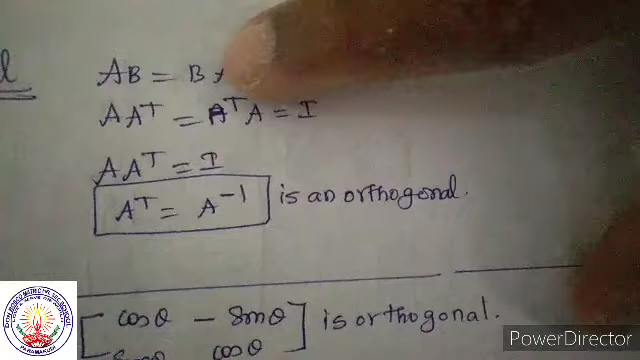 AB = B
AAᵀ = AᵀA = I
AAᵀ = I
Aᵀ = A⁻¹ is an orthogonal.
[cosθ - sinθ] is orthogonal.
cosθ
PowerDirector